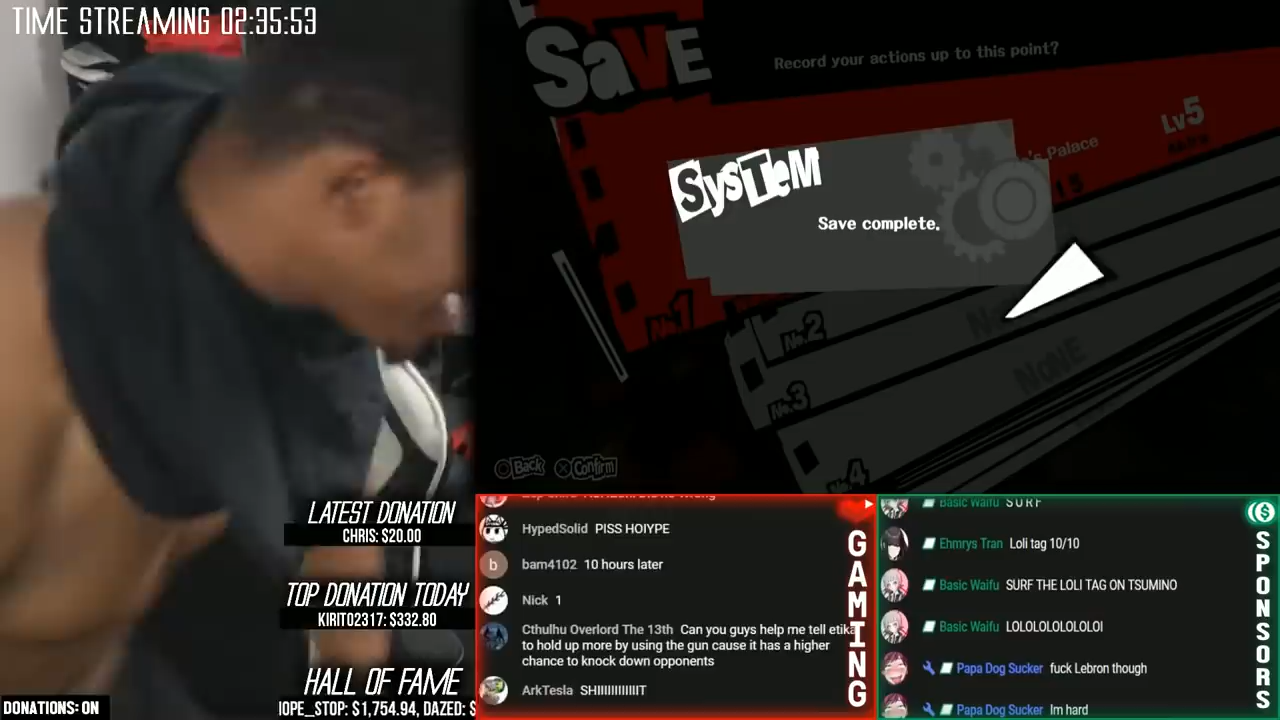 TIME STREAMING 02:35:53
SaVE
Record your actions up to this point?
Lv5
's Palace
15
SySTeM
Save complete.
No.1
No.2
No.3
NoNE
No.4
Back Confirm
LATEST DONATION
CHRIS: $20.00
TOP DONATION TODAY
KIRITO2317: $332.80
HALL OF FAME
IOPE_STOP: $1,754.94, DAZED: $
DONATIONS: ON
HypedSolid PISS HOIYPE
bam4102 10 hours later
Nick 1
Cthulhu Overlord The 13th Can you guys help me tell etika
to hold up more by using the gun cause it has a higher
chance to knock down opponents
ArkTesla SHIIIIIIIIIIIT
GAMING
Basic Waifu S U R F
Ehmrys Tran Loli tag 10/10
Basic Waifu SURF THE LOLI TAG ON TSUMINO
Basic Waifu LOLOLOLOLOLOI
Papa Dog Sucker fuck Lebron though
Papa Dog Sucker Im hard
SPONSORS